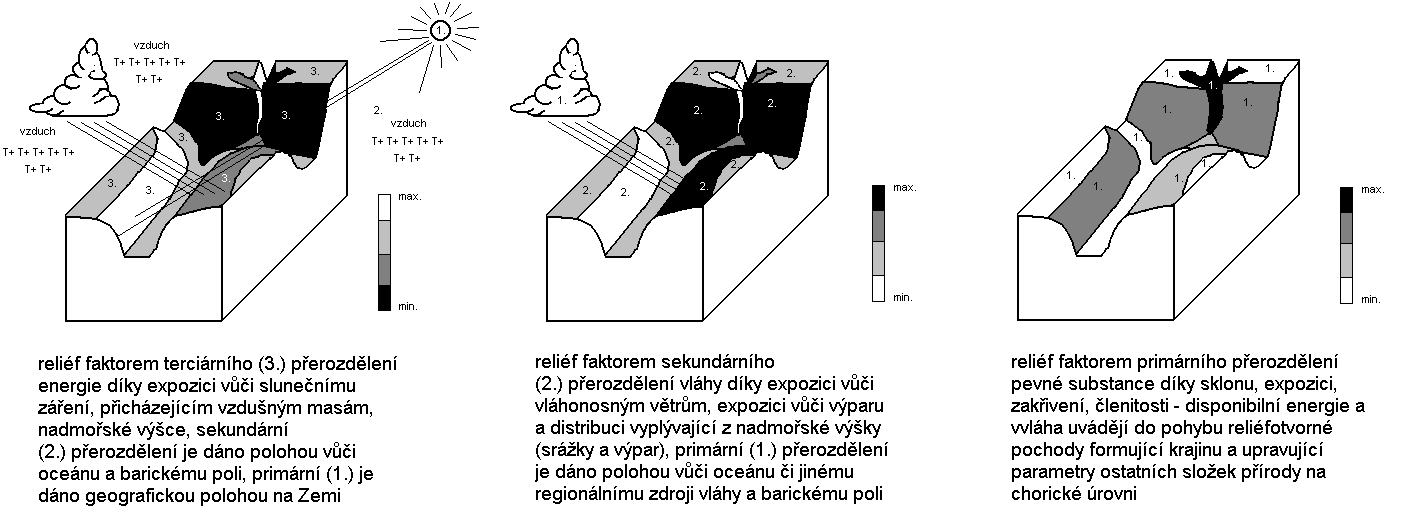 vzduch
T+ T+ T+ T+ T+
T+ T+
1.
3.
2.
vzduch
T+ T+ T+ T+ T+
T+ T+
3.
3.
vzduch
T+ T+ T+ T+ T+
T+ T+
3.
3.
3.
3.
max.
min.
reliéf faktorem terciárního (3.) přerozdělení
energie díky expozici vůči slunečnímu
záření, přicházejícím vzdušným masám,
nadmořské výšce, sekundární
(2.) přerozdělení je dáno polohou vůči
oceánu a barickému poli, primární (1.) je
dáno geografickou polohou na Zemi
1.
2.
2.
2.
2.
2.
2.
2.
2.
2.
max.
min.
reliéf faktorem sekundárního
(2.) přerozdělení vláhy díky expozici vůči
vláhonosným větrům, expozici vůči výparu
a distribuci vyplývající z nadmořské výšky
(srážky a výpar), primární (1.) přerozdělení
je dáno polohou vůči oceánu či jinému
regionálnímu zdroji vláhy a barickému poli
1.
1.
1.
1.
1.
1.
1.
1.
1.
1.
max.
min.
reliéf faktorem primárního přerozdělení
pevné substance díky sklonu, expozici,
zakřivení, členitosti - disponibilní energie a
vvláha uvádějí do pohybu reliéfotvorné
pochody formující krajinu a upravující
parametry ostatních složek přírody na
chorické úrovni